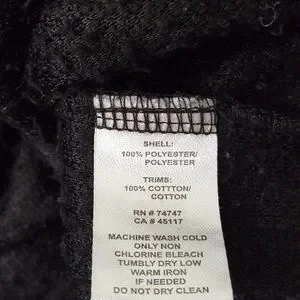 SHELL:
100% POLYESTER/
POLYESTER
TRIMS:
100% COTTTON/
COTTON
RN # 74747
CA # 45117
MACHINE WASH COLD
ONLY NON
CHLORINE BLEACH
TUMBLY DRY LOW
WARM IRON
IF NEEDED
DO NOT DRY CLEAN